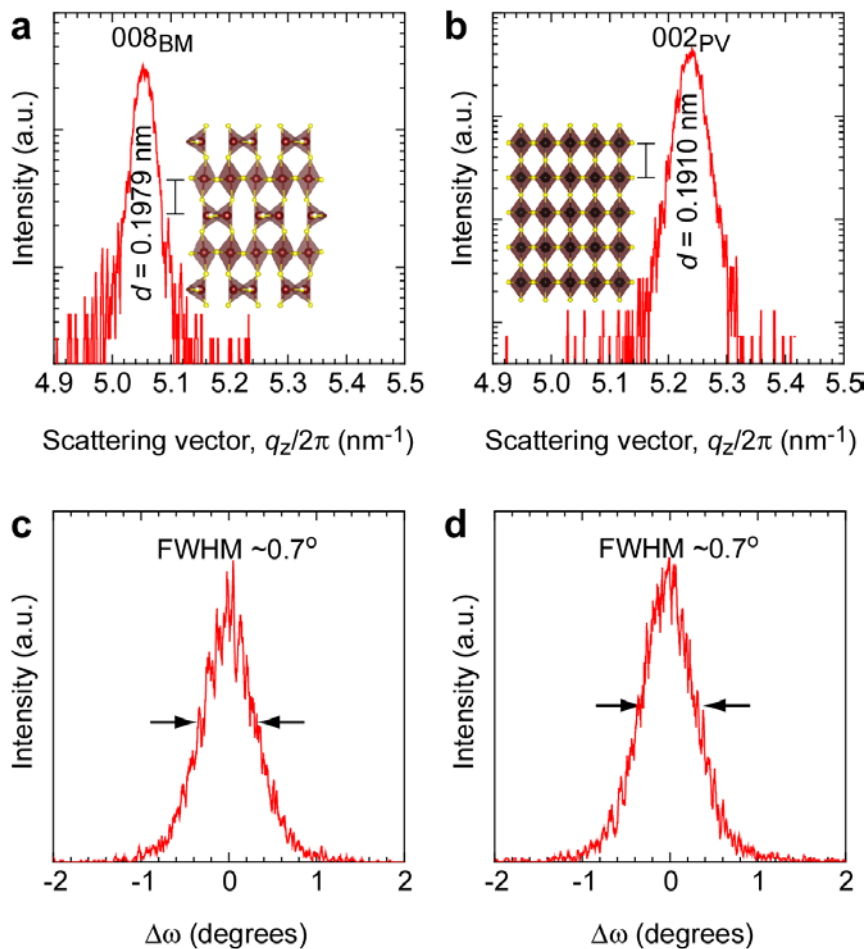 a
008BM
Intensity (a.u.)
d = 0.1979 nm
4.9 5.0 5.1 5.2 5.3 5.4 5.5
Scattering vector, qz/2π (nm-1)
b
002PV
Intensity (a.u.)
d = 0.1910 nm
4.9 5.0 5.1 5.2 5.3 5.4 5.5
Scattering vector, qz/2π (nm-1)
c
FWHM ~0.7o
Intensity (a.u.)
-2 -1 0 1 2
Δω (degrees)
d
FWHM ~0.7o
Intensity (a.u.)
-2 -1 0 1 2
Δω (degrees)